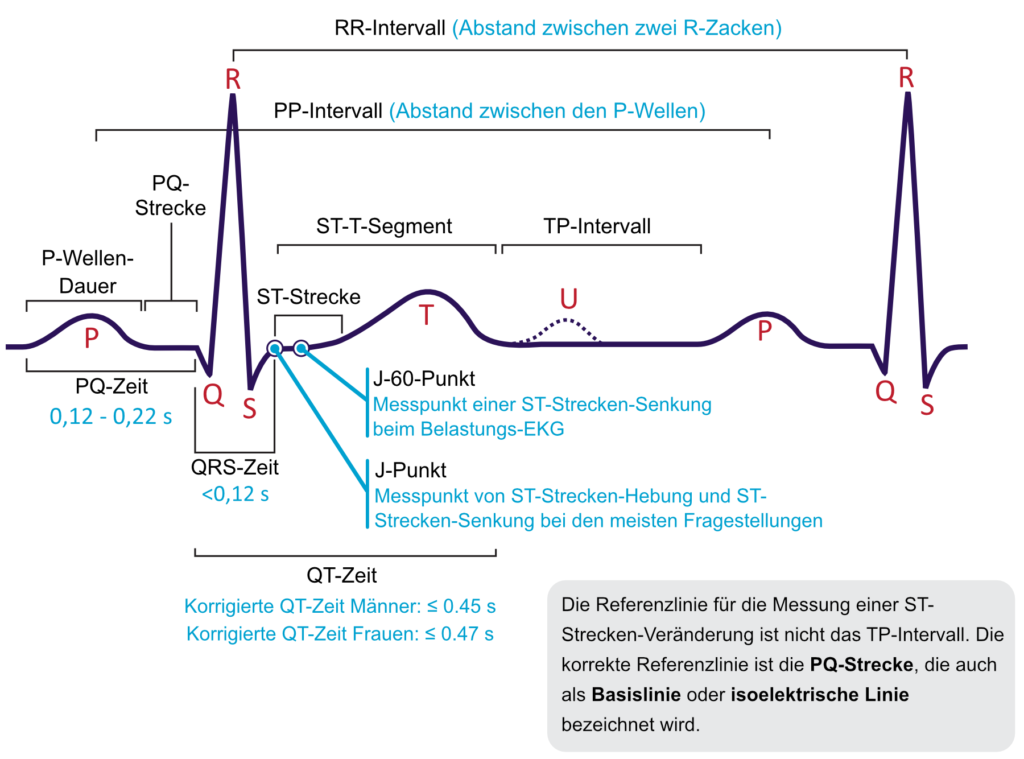 RR-Intervall (Abstand zwischen zwei R-Zacken)
R
R
PP-Intervall (Abstand zwischen den P-Wellen)
PQ-
Strecke
ST-T-Segment
TP-Intervall
P-Wellen-
Dauer
ST-Strecke
U
T
P
P
PQ-Zeit
0,12 - 0,22 s
Q
S
Q
S
J-60-Punkt
Messpunkt einer ST-Strecken-Senkung
beim Belastungs-EKG
QRS-Zeit
<0,12 s
J-Punkt
Messpunkt von ST-Strecken-Hebung und ST-
Strecken-Senkung bei den meisten Fragestellungen
QT-Zeit
Korrigierte QT-Zeit Männer: ≤ 0.45 s
Korrigierte QT-Zeit Frauen: ≤ 0.47 s
Die Referenzlinie für die Messung einer ST-
Strecken-Veränderung ist nicht das TP-Intervall. Die
korrekte Referenzlinie ist die PQ-Strecke, die auch
als Basislinie oder isoelektrische Linie
bezeichnet wird.